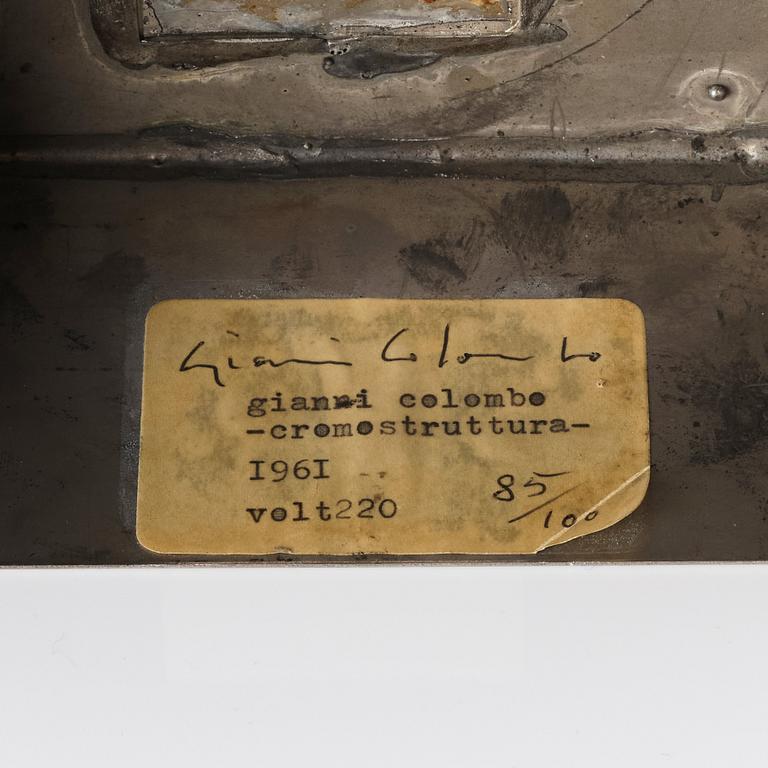 Gianni Colombo
gianni colombo
-cromostruttura-
I96I
volt220
85/100